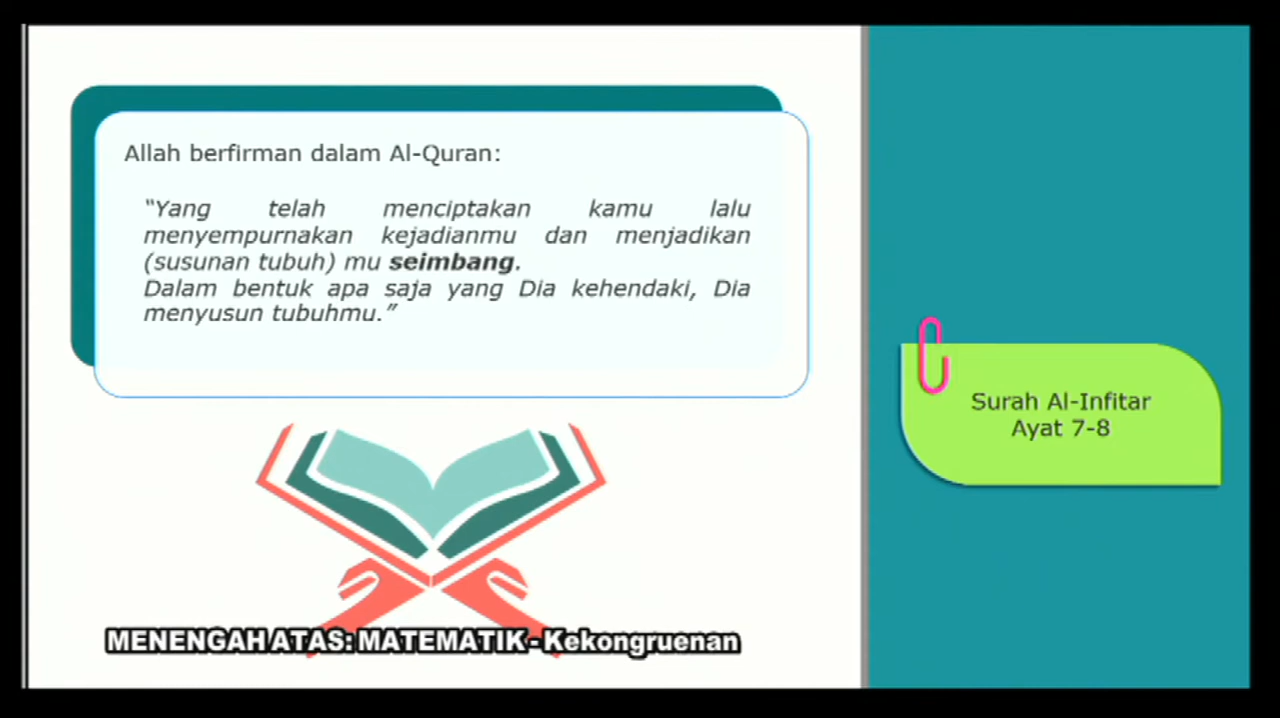 Allah berfirman dalam Al-Quran:
“Yang telah menciptakan kamu lalu
menyempurnakan kejadianmu dan menjadikan
(susunan tubuh) mu seimbang.
Dalam bentuk apa saja yang Dia kehendaki, Dia
menyusun tubuhmu.”
Surah Al-Infitar
Ayat 7-8
MENENGAH ATAS: MATEMATIK - Kekongruenan